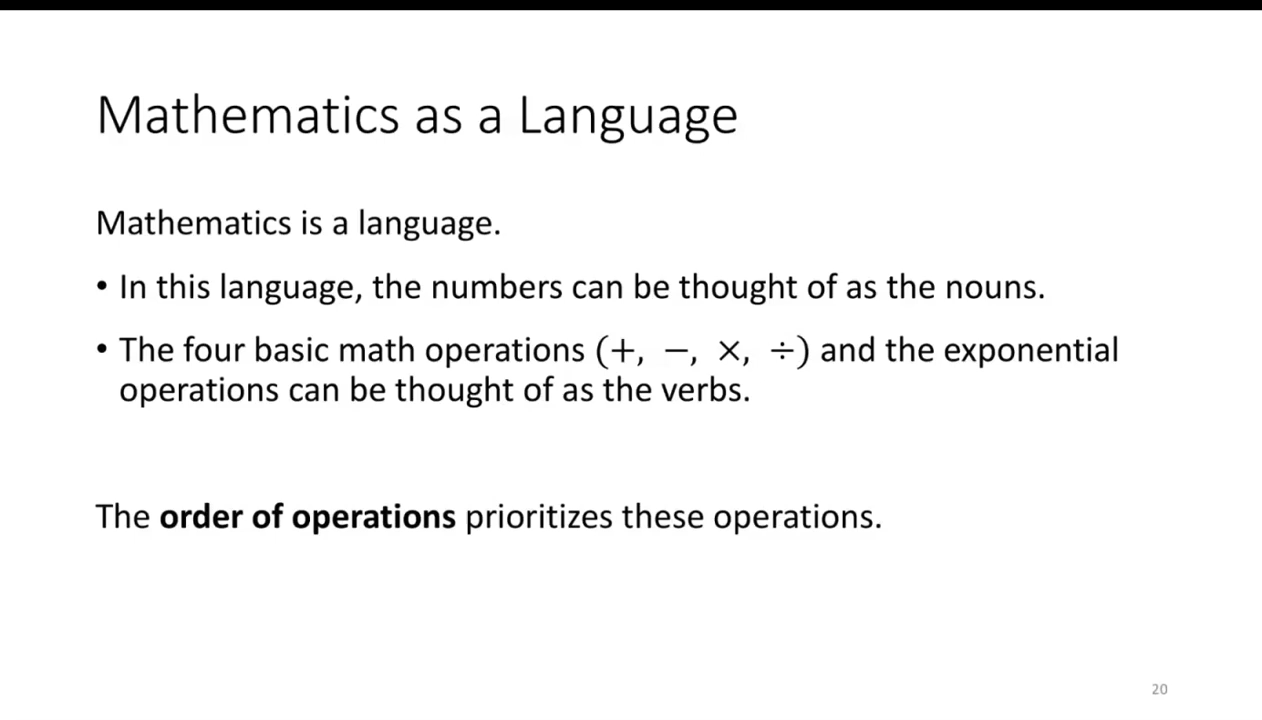 Mathematics as a Language
Mathematics is a language.
• In this language, the numbers can be thought of as the nouns.
• The four basic math operations (+, −, ×, ÷) and the exponential
operations can be thought of as the verbs.
The order of operations prioritizes these operations.
20